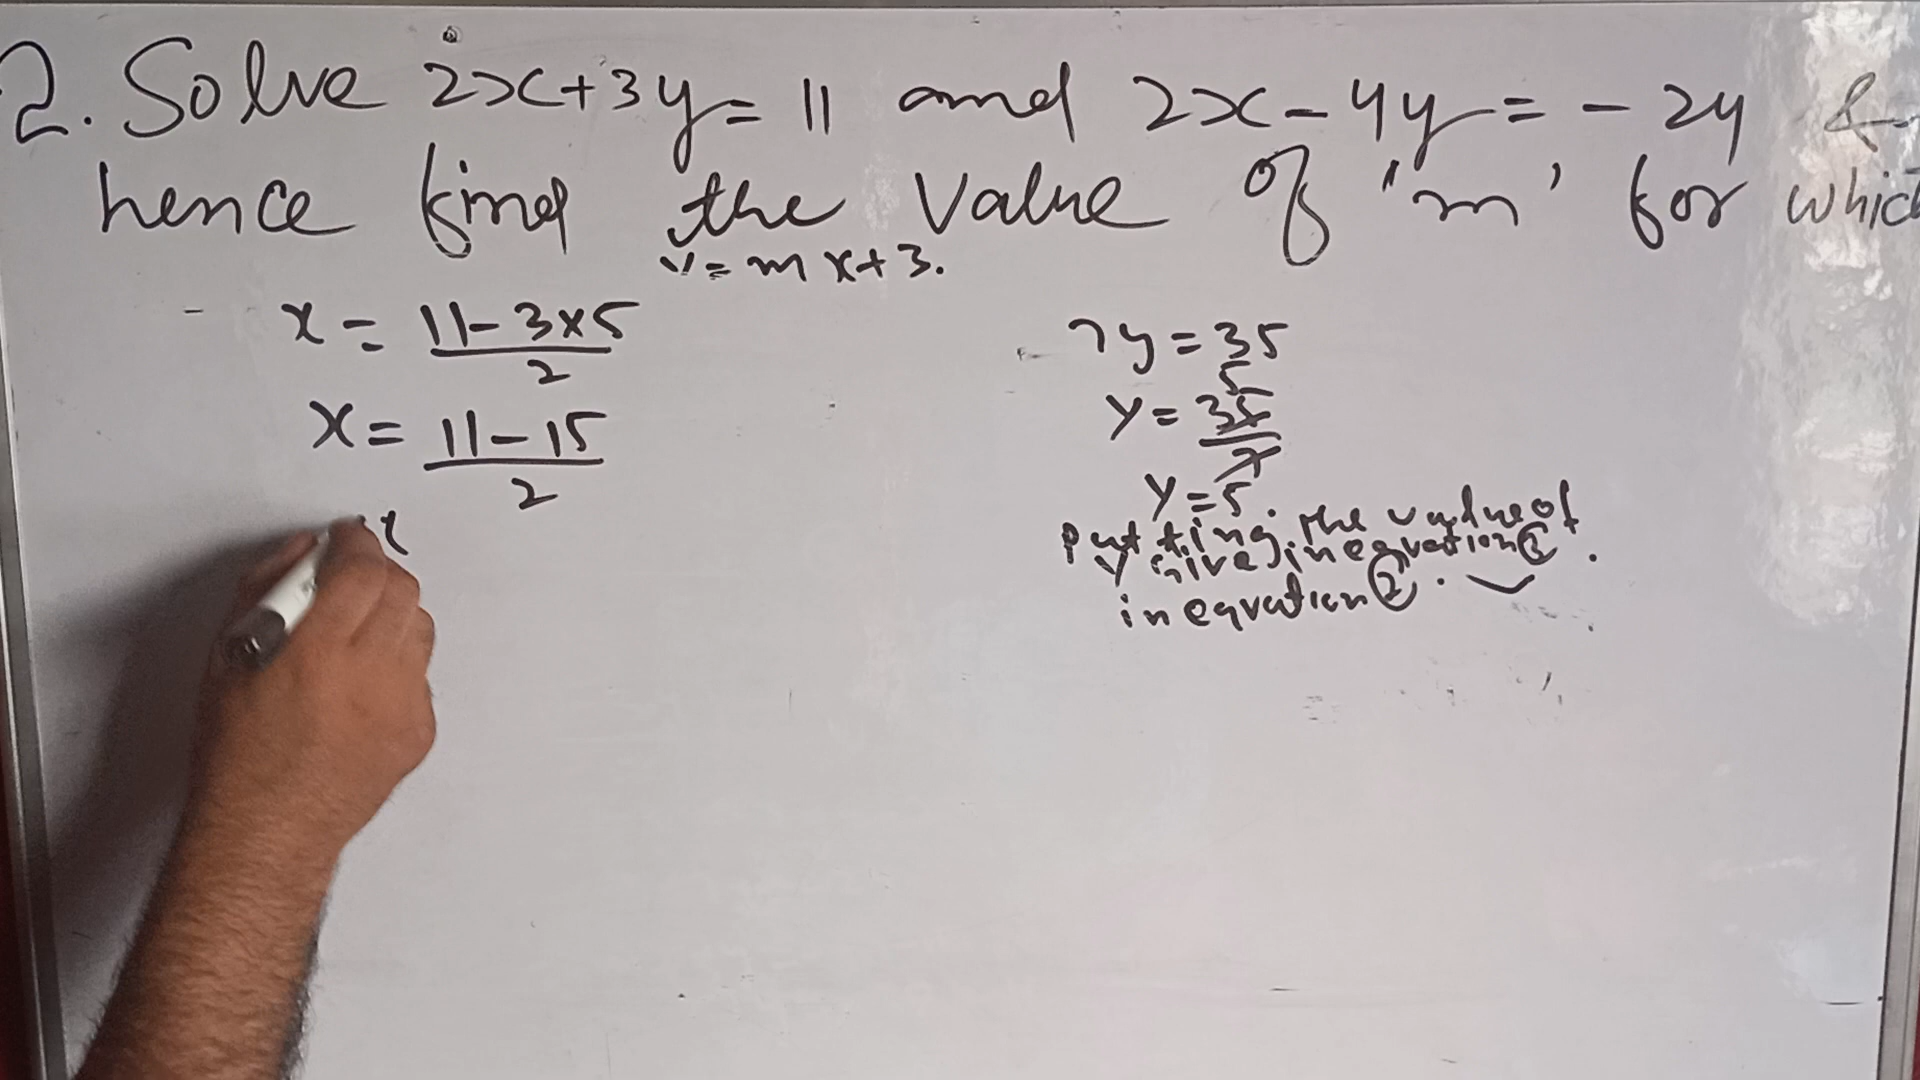 2. Solve 2x+3y=11 and 2x-4y=-24 &
hence find the value of 'm' for which
y=mx+3.
x = 11-3×5
2
x = 11-15
2
x
7y=35
5
y=35
7
y=5.
Putting the value of
y in equation
in equation ②.